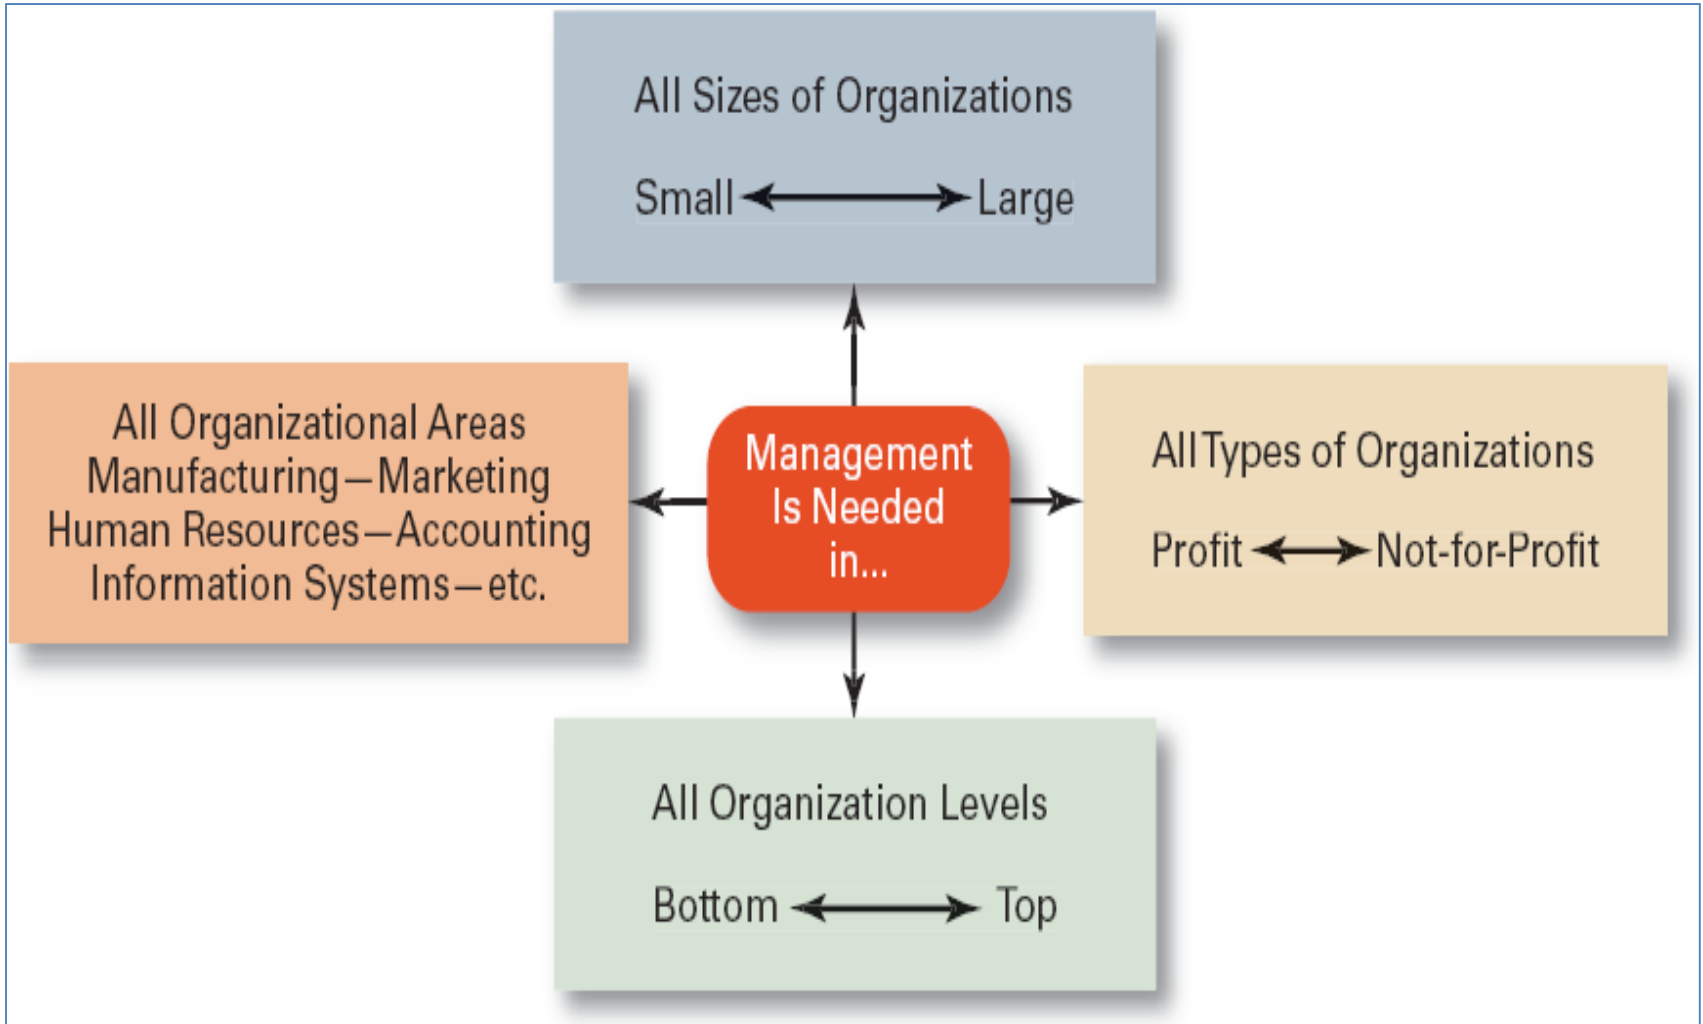 All Sizes of Organizations
Small Large
All Organizational Areas
Manufacturing—Marketing
Human Resources—Accounting
Information Systems—etc.
Management
Is Needed
in...
All Types of Organizations
Profit Not-for-Profit
All Organization Levels
Bottom Top